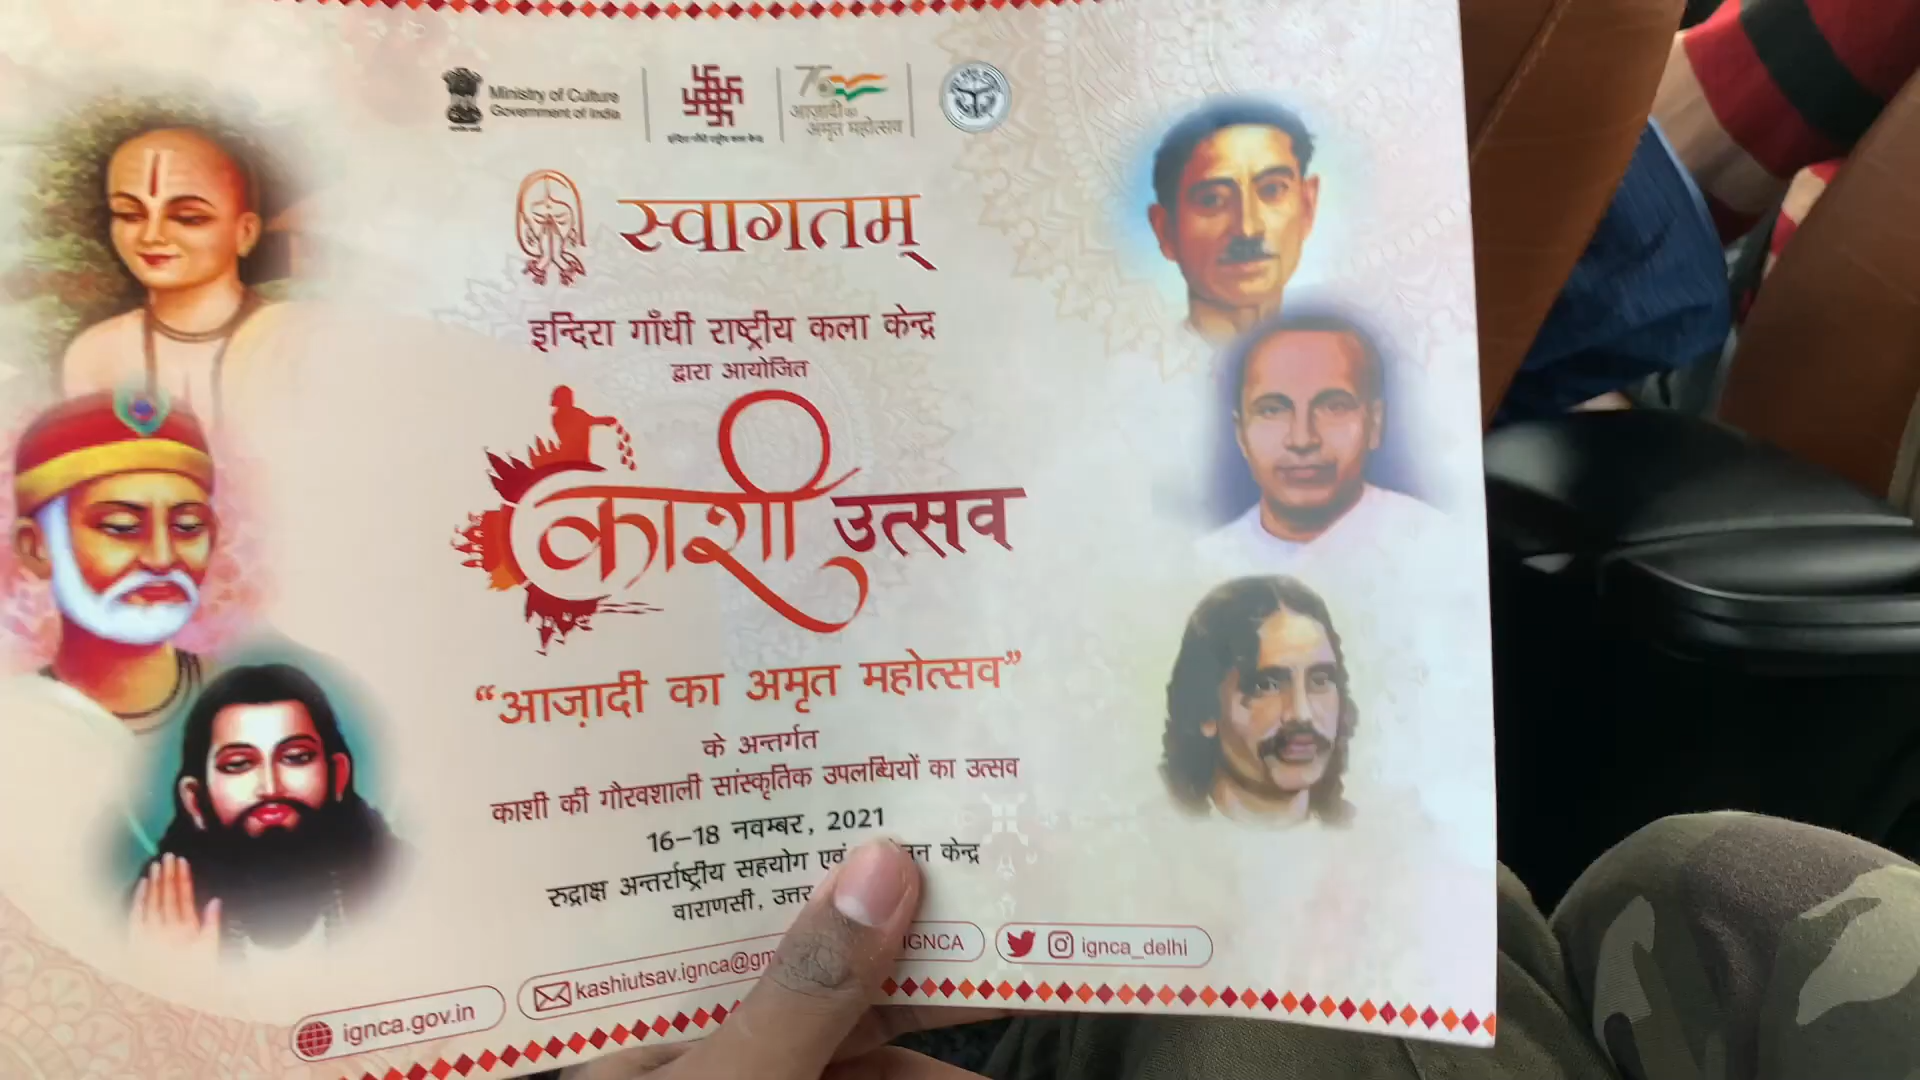 Ministry of Culture
Government of India
75
आज़ादी का
अमृत महोत्सव
स्वागतम्
इन्दिरा गाँधी राष्ट्रीय कला केन्द्र
द्वारा आयोजित
काशी उत्सव
“आज़ादी का अमृत महोत्सव”
के अन्तर्गत
काशी की गौरवशाली सांस्कृतिक उपलब्धियों का उत्सव
16-18 नवम्बर, 2021
रुद्राक्ष अन्तर्राष्ट्रीय सहयोग एवं केन्द्र
वाराणसी, उत्तर
ignca.gov.in
kashiutsav.ignca@gm
IGNCA
ignca_delhi